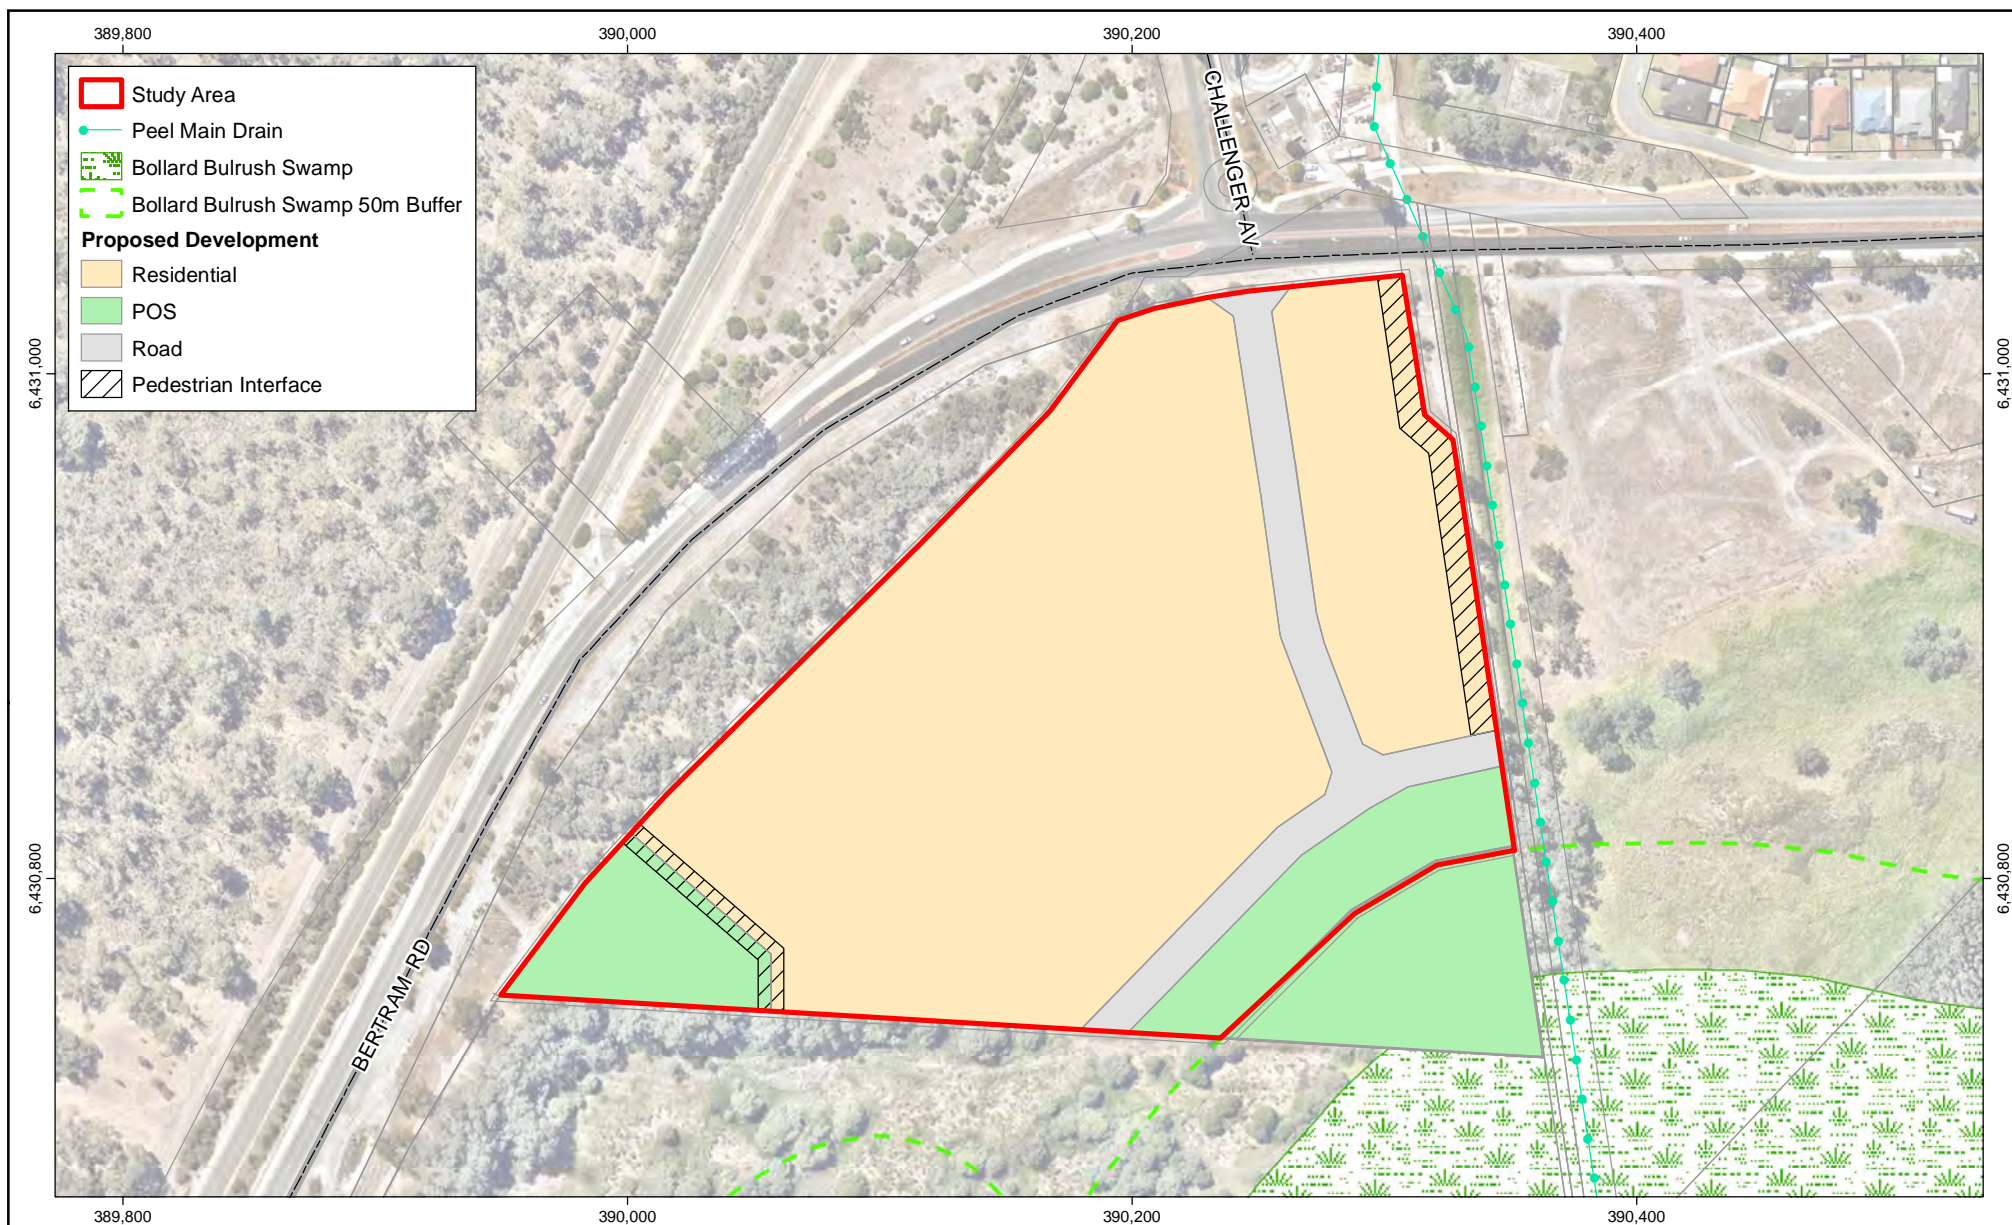 389,800
390,000
390,200
390,400
Study Area
Peel Main Drain
Bollard Bulrush Swamp
Bollard Bulrush Swamp 50m Buffer
Proposed Development
Residential
POS
Road
Pedestrian Interface
CHALLENGER AV
6,431,000
6,431,000
6,430,800
6,430,800
BERTRAM RD
389,800
390,000
390,200
390,400